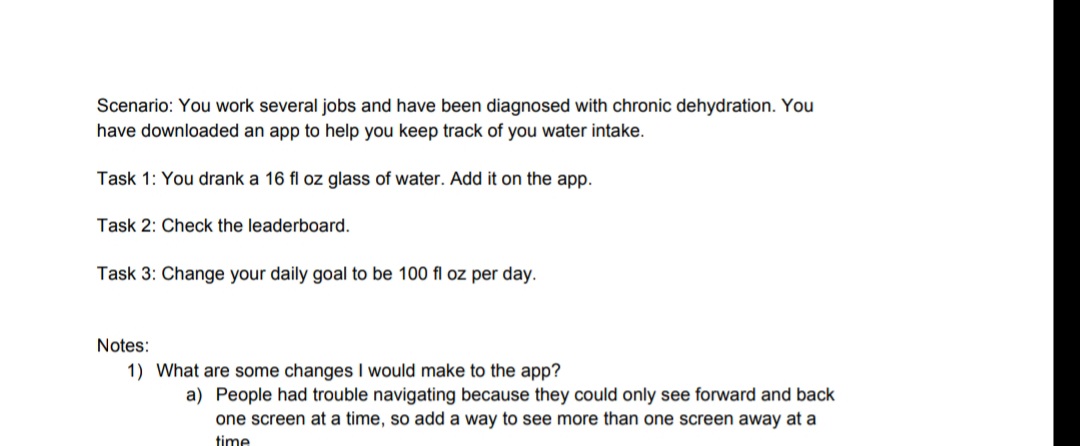 Scenario: You work several jobs and have been diagnosed with chronic dehydration. You
have downloaded an app to help you keep track of you water intake.
Task 1: You drank a 16 fl oz glass of water. Add it on the app.
Task 2: Check the leaderboard.
Task 3: Change your daily goal to be 100 fl oz per day.
Notes:
1) What are some changes I would make to the app?
a) People had trouble navigating because they could only see forward and back
one screen at a time, so add a way to see more than one screen away at a
time